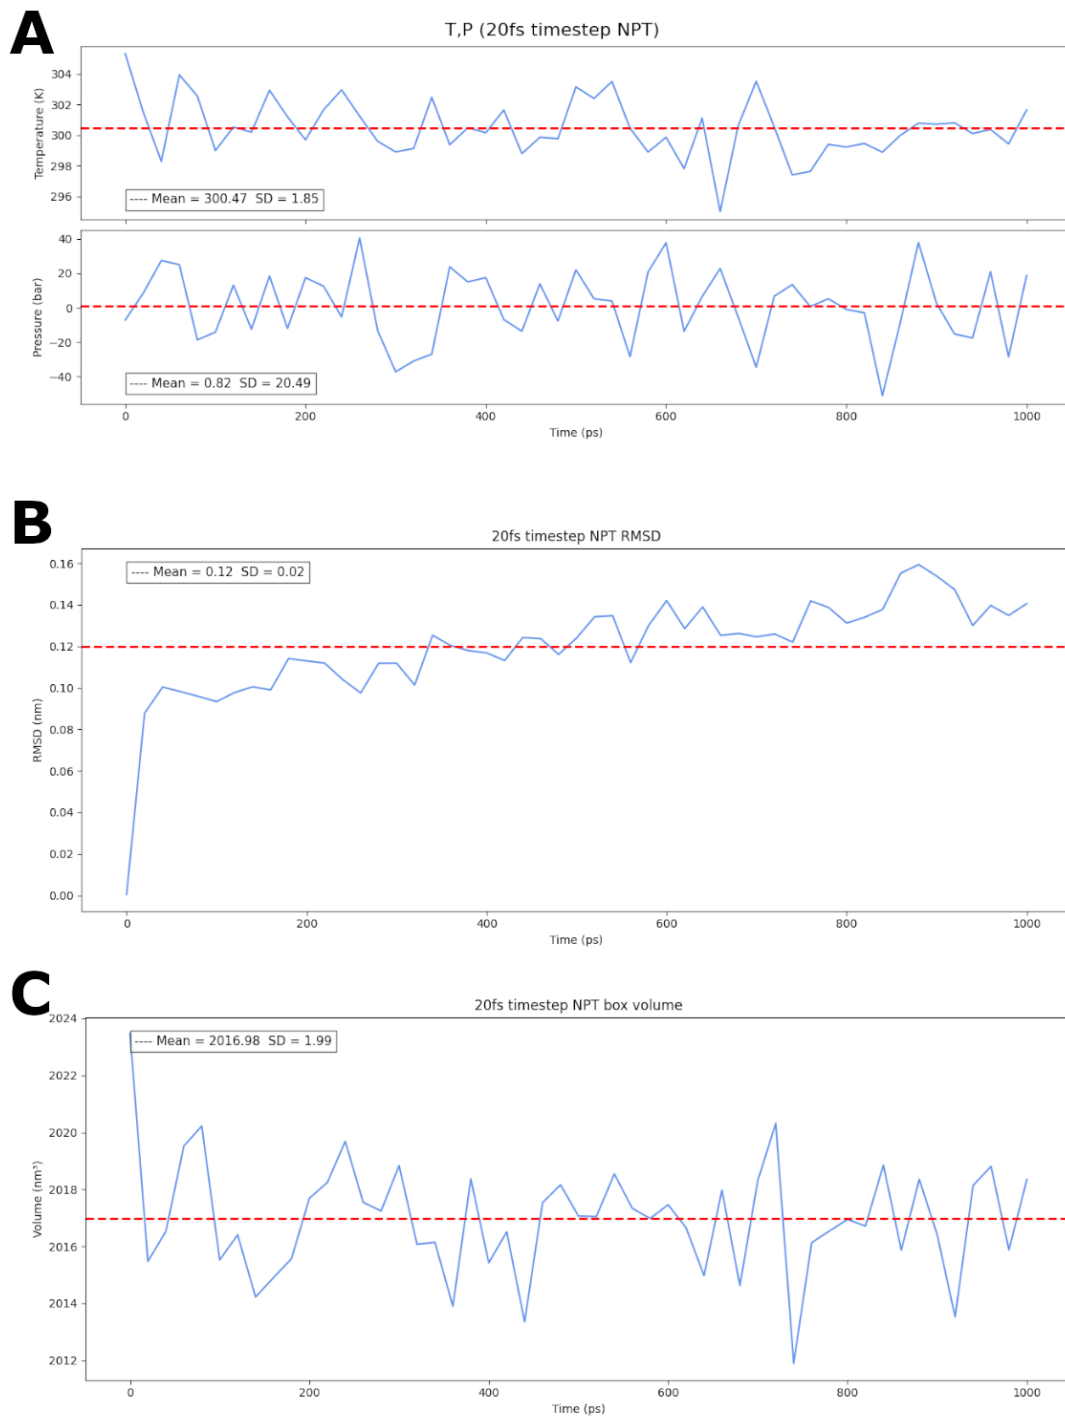 A
T,P (20fs timestep NPT)
Temperature (K)
304
302
300
298
296
---- Mean = 300.47 SD = 1.85
Pressure (bar)
40
20
0
−20
−40
---- Mean = 0.82 SD = 20.49
0 200 400 600 800 1000
Time (ps)
B
20fs timestep NPT RMSD
RMSD (nm)
0.16
0.14
0.12
0.10
0.08
0.06
0.04
0.02
0.00
---- Mean = 0.12 SD = 0.02
0 200 400 600 800 1000
Time (ps)
C
20fs timestep NPT box volume
Volume (nm³)
2024
2022
2020
2018
2016
2014
2012
---- Mean = 2016.98 SD = 1.99
0 200 400 600 800 1000
Time (ps)